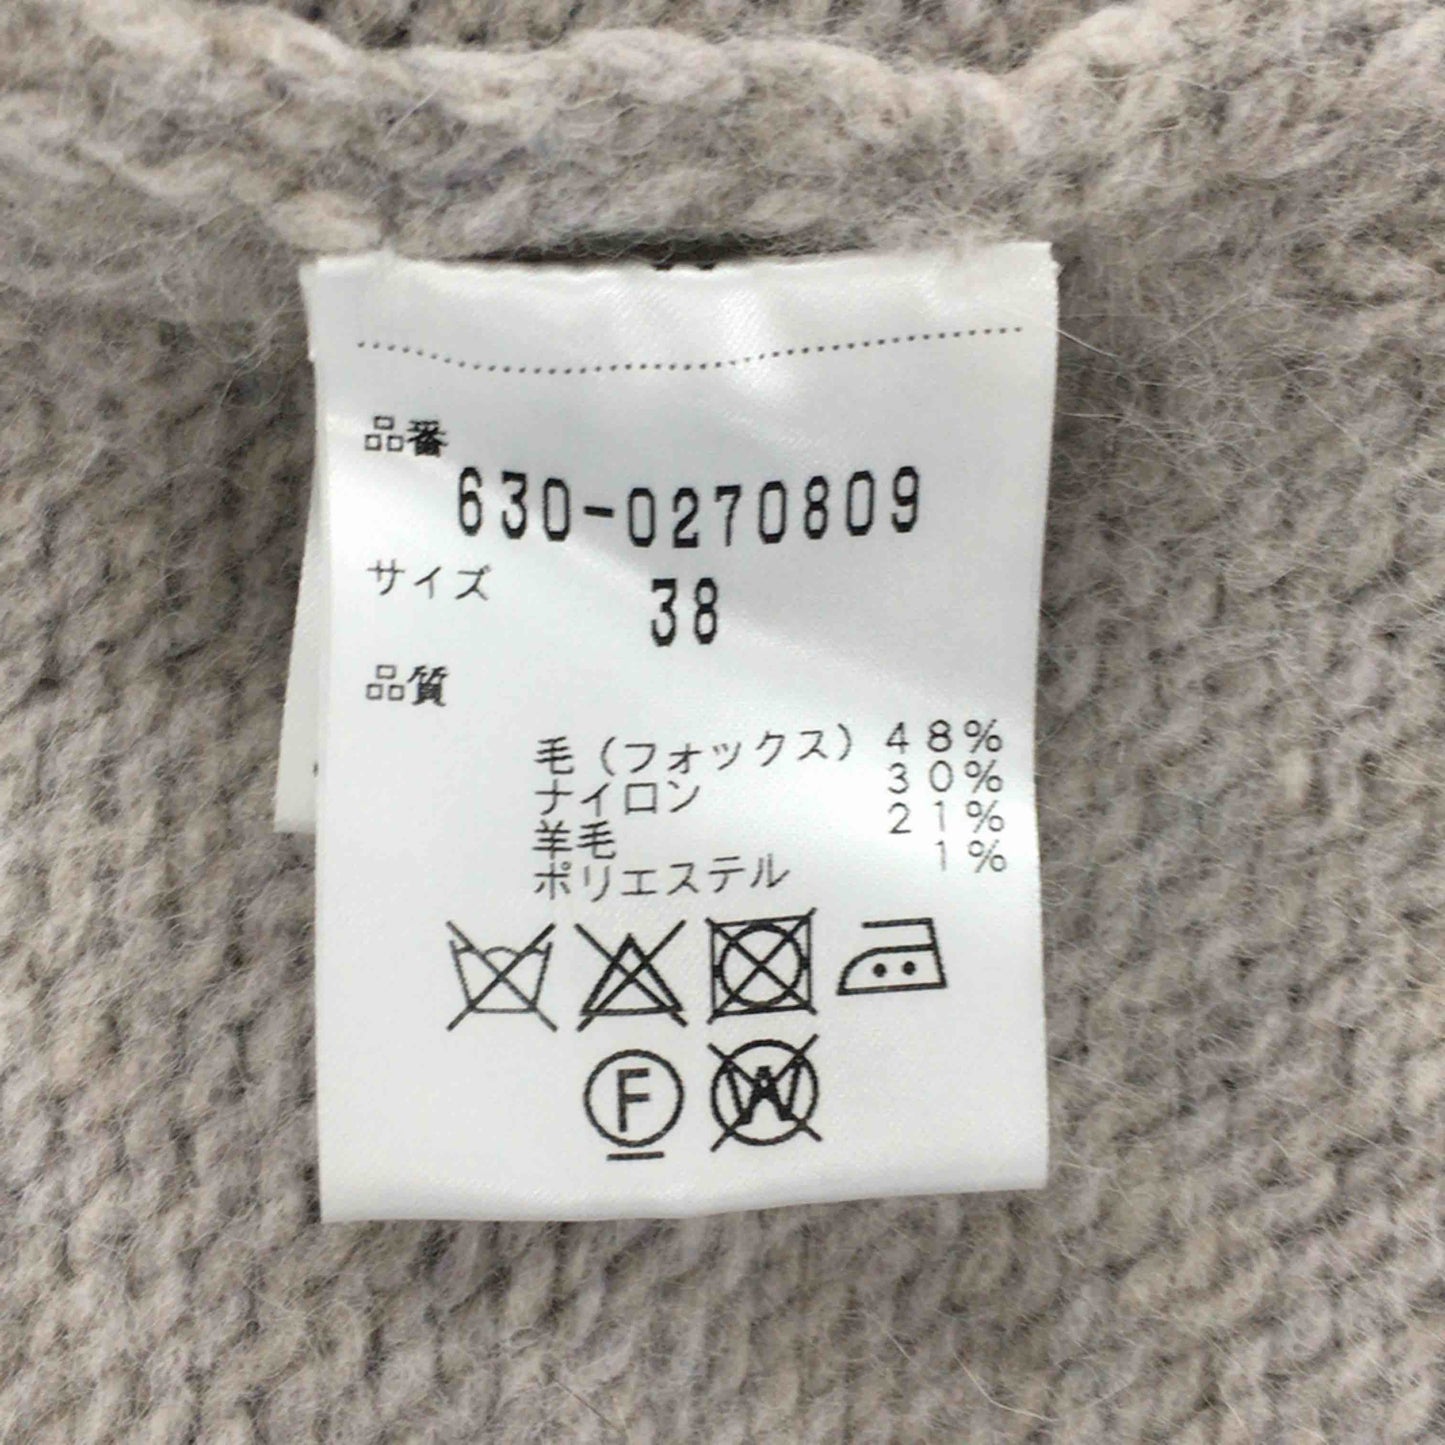 品番
630-0270809
サイズ 38
品質
毛（フォックス） 48%
ナイロン 30%
羊毛 21%
ポリエステル 1%
F W